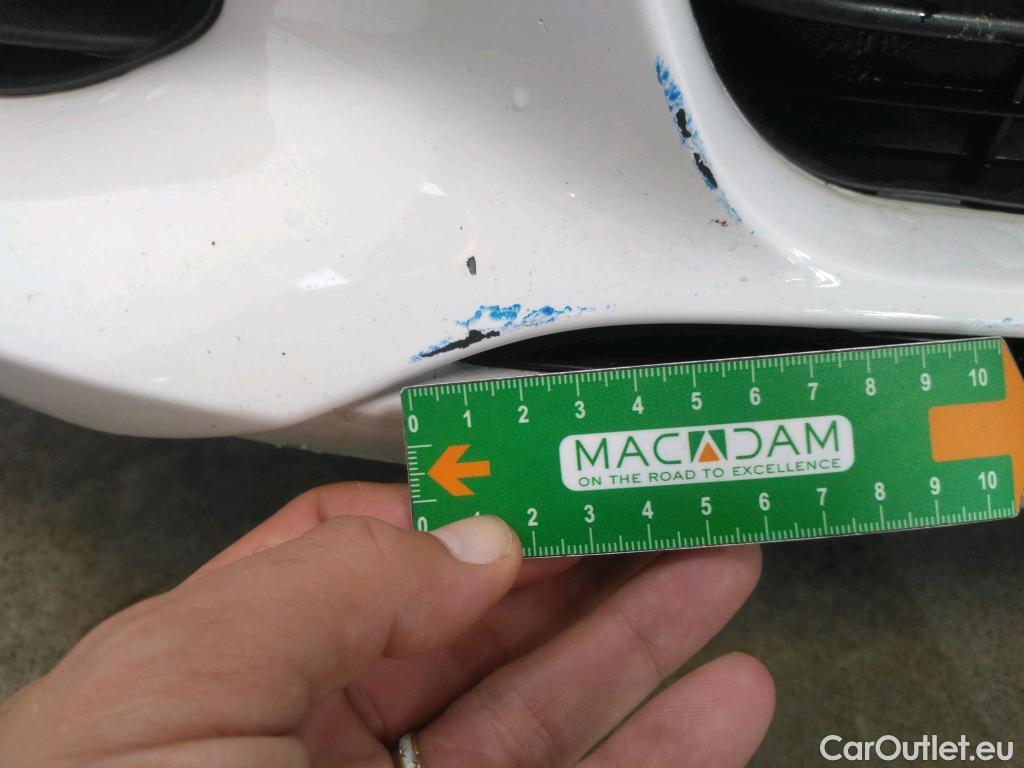 0 1 2 3 4 5 6 7 8 9 10
MACADAM
ON THE ROAD TO EXCELLENCE
0 2 3 4 5 6 7 8 9 10
CarOutlet.eu